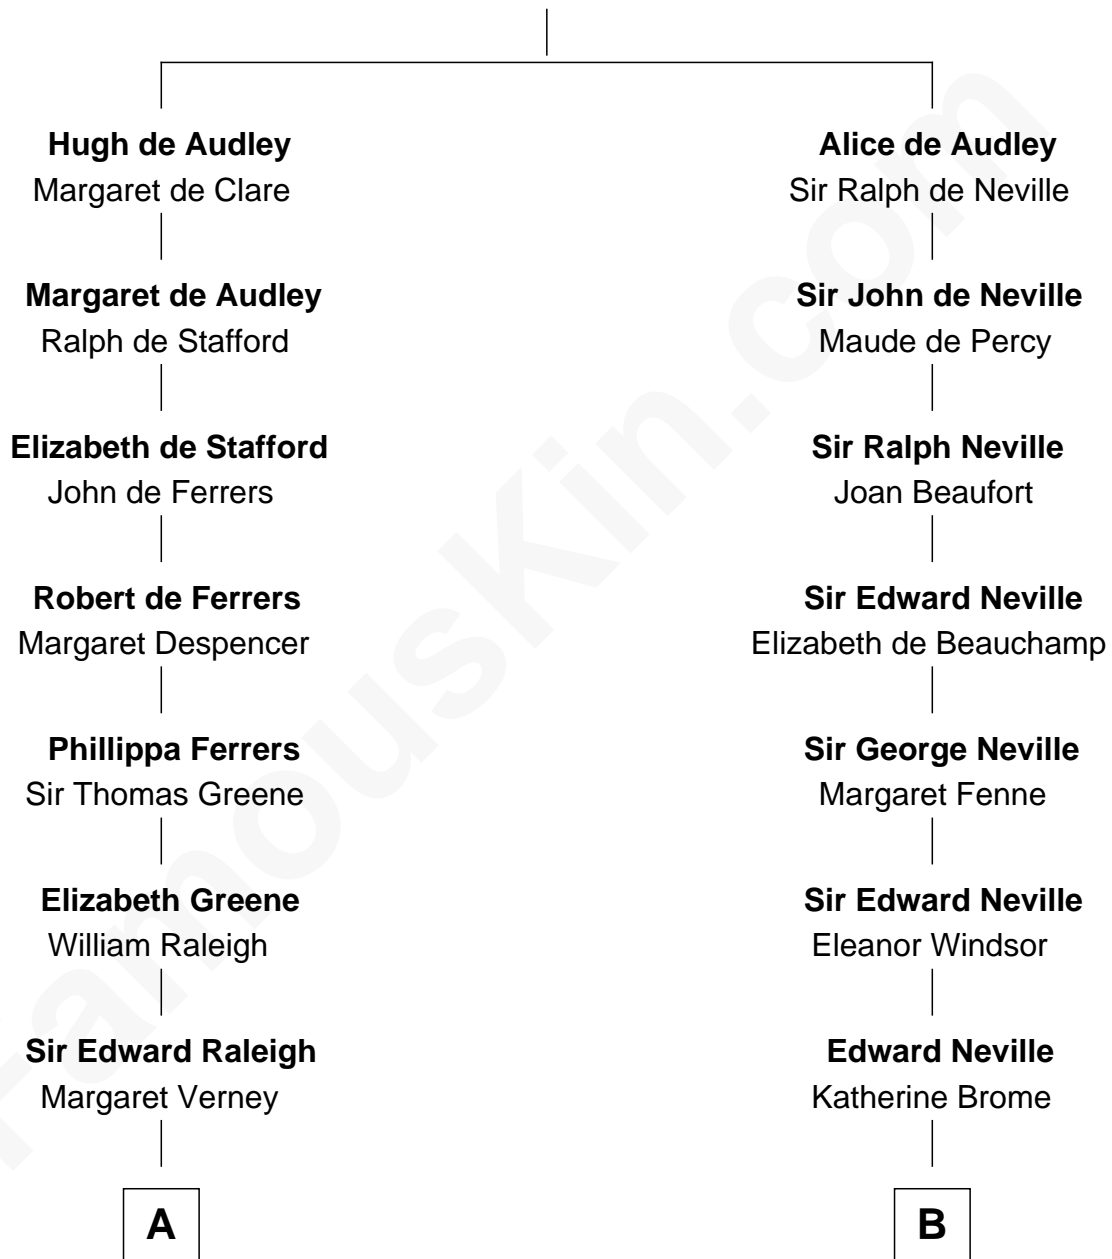 Hugh de Audley
Margaret de Clare
Margaret de Audley
Ralph de Stafford
Elizabeth de Stafford
John de Ferrers
Robert de Ferrers
Margaret Despencer
Phillippa Ferrers
Sir Thomas Greene
Elizabeth Greene
William Raleigh
Sir Edward Raleigh
Margaret Verney
A
Alice de Audley
Sir Ralph de Neville
Sir John de Neville
Maude de Percy
Sir Ralph Neville
Joan Beaufort
Sir Edward Neville
Elizabeth de Beauchamp
Sir George Neville
Margaret Fenne
Sir Edward Neville
Eleanor Windsor
Edward Neville
Katherine Brome
B
FamousKin.com